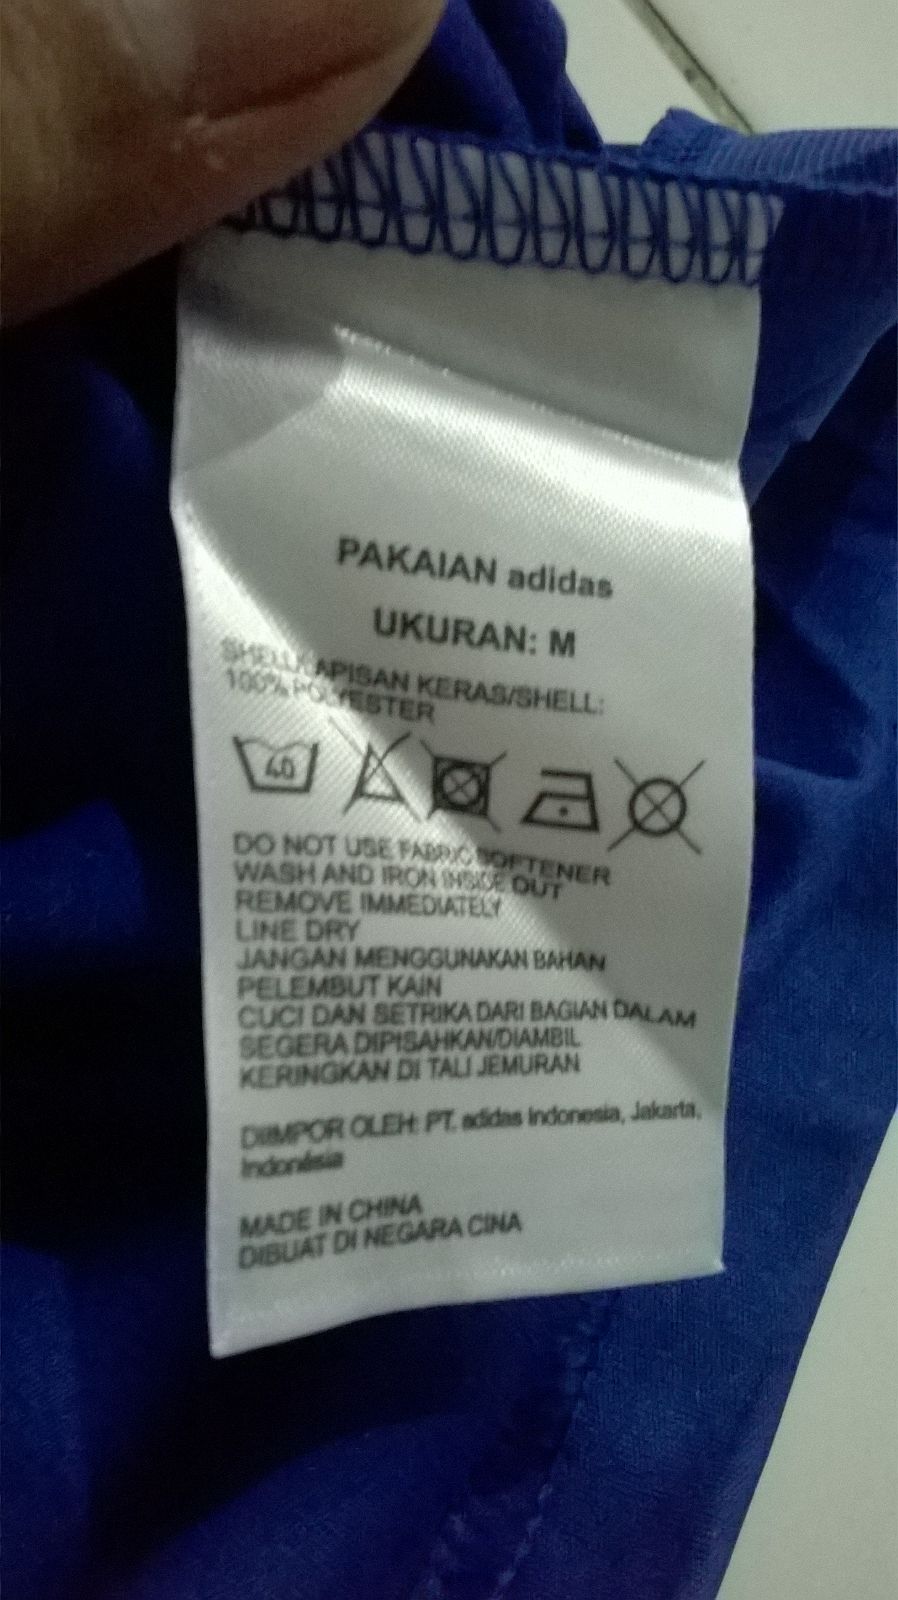 PAKAIAN adidas
UKURAN: M
SHELL/LAPISAN KERAS/SHELL:
100% POLYESTER
40
DO NOT USE FABRIC SOFTENER
WASH AND IRON INSIDE OUT
REMOVE IMMEDIATELY
LINE DRY
JANGAN MENGGUNAKAN BAHAN
PELEMBUT KAIN
CUCI DAN SETRIKA DARI BAGIAN DALAM
SEGERA DIPISAHKAN/DIAMBIL
KERINGKAN DI TALI JEMURAN
DIIMPOR OLEH: PT. adidas Indonesia, Jakarta,
Indonésia
MADE IN CHINA
DIBUAT DI NEGARA CINA